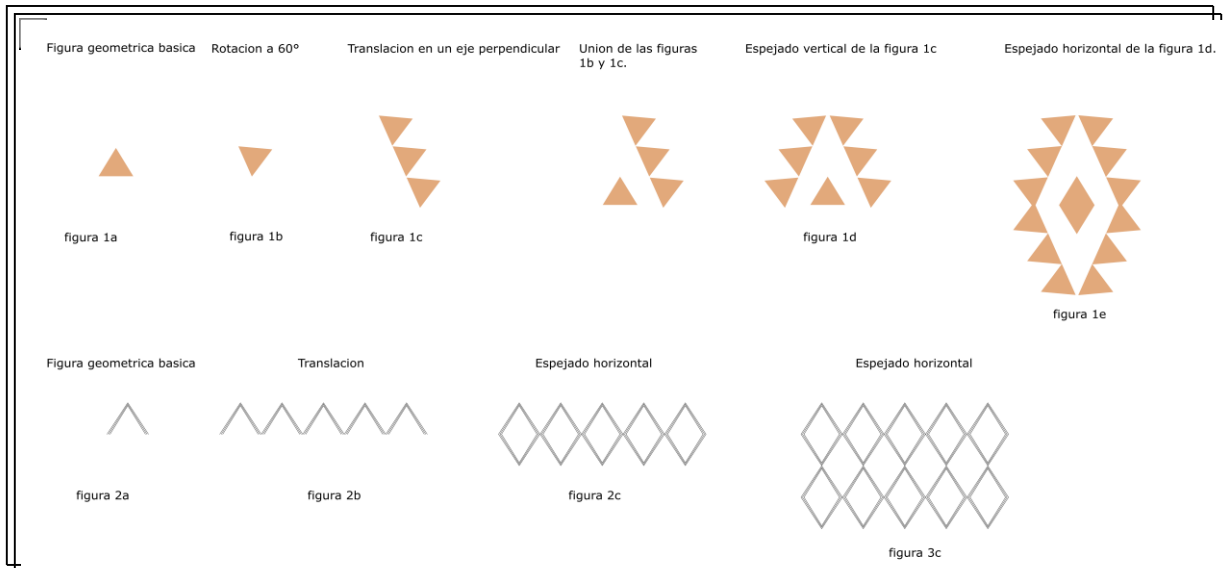 Figura geometrica basica
Rotacion a 60°
Translacion en un eje perpendicular
Union de las figuras
1b y 1c.
Espejado vertical de la figura 1c
Espejado horizontal de la figura 1d.
figura 1a
figura 1b
figura 1c
figura 1d
figura 1e
Figura geometrica basica
Translacion
Espejado horizontal
Espejado horizontal
figura 2a
figura 2b
figura 2c
figura 3c